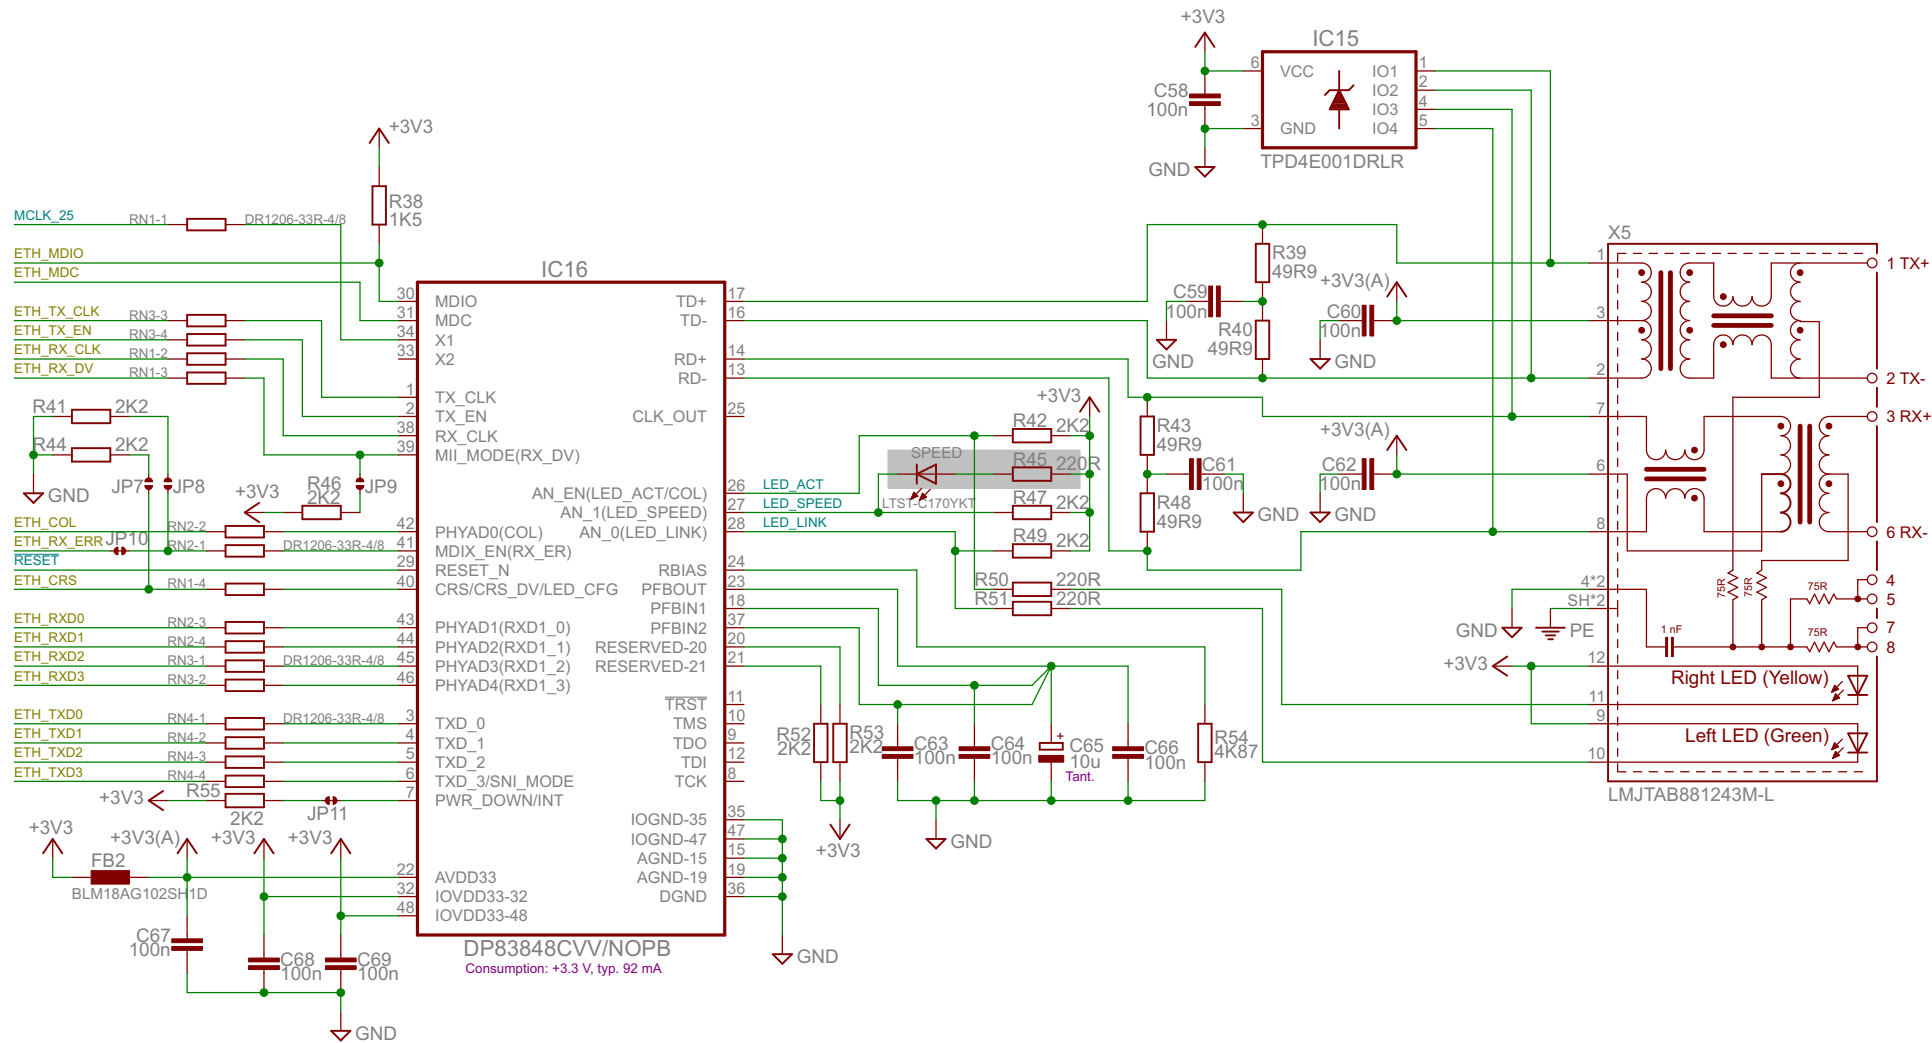 +3V3
IC15
6
VCC
IO1
1
IO2
2
IO3
4
IO4
5
3
GND
C58
100n
GND
TPD4E001DRLR
+3V3
R38
1K5
MCLK_25
RN1-1
DR1206-33R-4/8
ETH_MDIO
ETH_MDC
ETH_TX_CLK
RN3-3
ETH_TX_EN
RN3-4
ETH_RX_CLK
RN1-2
ETH_RX_DV
RN1-3
R41
2K2
R44
2K2
GND
JP7
JP8
+3V3
R46
2K2
JP9
ETH_COL
RN2-2
ETH_RX_ERR
JP10
RN2-1
DR1206-33R-4/8
RESET
ETH_CRS
RN1-4
ETH_RXD0
RN2-3
ETH_RXD1
RN2-4
ETH_RXD2
RN3-1
DR1206-33R-4/8
ETH_RXD3
RN3-2
ETH_TXD0
RN4-1
DR1206-33R-4/8
ETH_TXD1
RN4-2
ETH_TXD2
RN4-3
ETH_TXD3
RN4-4
+3V3
R55
2K2
JP11
+3V3
+3V3(A)
+3V3
+3V3
FB2
BLM18AG102SH1D
C67
100n
C68
100n
C69
100n
GND
IC16
30 MDIO
31 MDC
34 X1
33 X2
1 TX_CLK
2 TX_EN
38 RX_CLK
39 MII_MODE(RX_DV)
42 PHYAD0(COL)
41 MDIX_EN(RX_ER)
29 RESET_N
40 CRS/CRS_DV/LED_CFG
43 PHYAD1(RXD1_0)
44 PHYAD2(RXD1_1)
45 PHYAD3(RXD1_2)
46 PHYAD4(RXD1_3)
3 TXD_0
4 TXD_1
5 TXD_2
6 TXD_3/SNI_MODE
7 PWR_DOWN/INT
22 AVDD33
32 IOVDD33-32
48 IOVDD33-48
TD+ 17
TD- 16
RD+ 14
RD- 13
CLK_OUT 25
AN_EN(LED_ACT/COL) 26
AN_1(LED_SPEED) 27
AN_0(LED_LINK) 28
RBIAS 24
PFBOUT 23
PFBIN1 18
PFBIN2 37
RESERVED-20 20
RESERVED-21 21
TRST 11
TMS 10
TDO 9
TDI 12
TCK 8
IOGND-35 35
IOGND-47 47
AGND-15 15
AGND-19 19
DGND 36
DP83848CVV/NOPB
Consumption: +3.3 V, typ. 92 mA
LED_ACT
LED_SPEED
LED_LINK
SPEED
LTST-C170YKT
+3V3
R42
2K2
R45
220R
R47
2K2
R49
2K2
R50
220R
R51
220R
R39
49R9
C59
100n
GND
R40
49R9
+3V3(A)
C60
100n
GND
R43
49R9
C61
100n
R48
49R9
GND
+3V3(A)
C62
100n
GND
R52
2K2
R53
2K2
+3V3
C63
100n
C64
100n
C65
+
10u
Tant.
C66
100n
R54
4K87
GND
GND
X5
1
3
2
7
6
8
4*2
SH*2
12
11
9
10
GND
PE
+3V3
1 TX+
2 TX-
3 RX+
6 RX-
4
5
7
8
75R
75R
75R
75R
1 nF
Right LED (Yellow)
Left LED (Green)
LMJTAB881243M-L